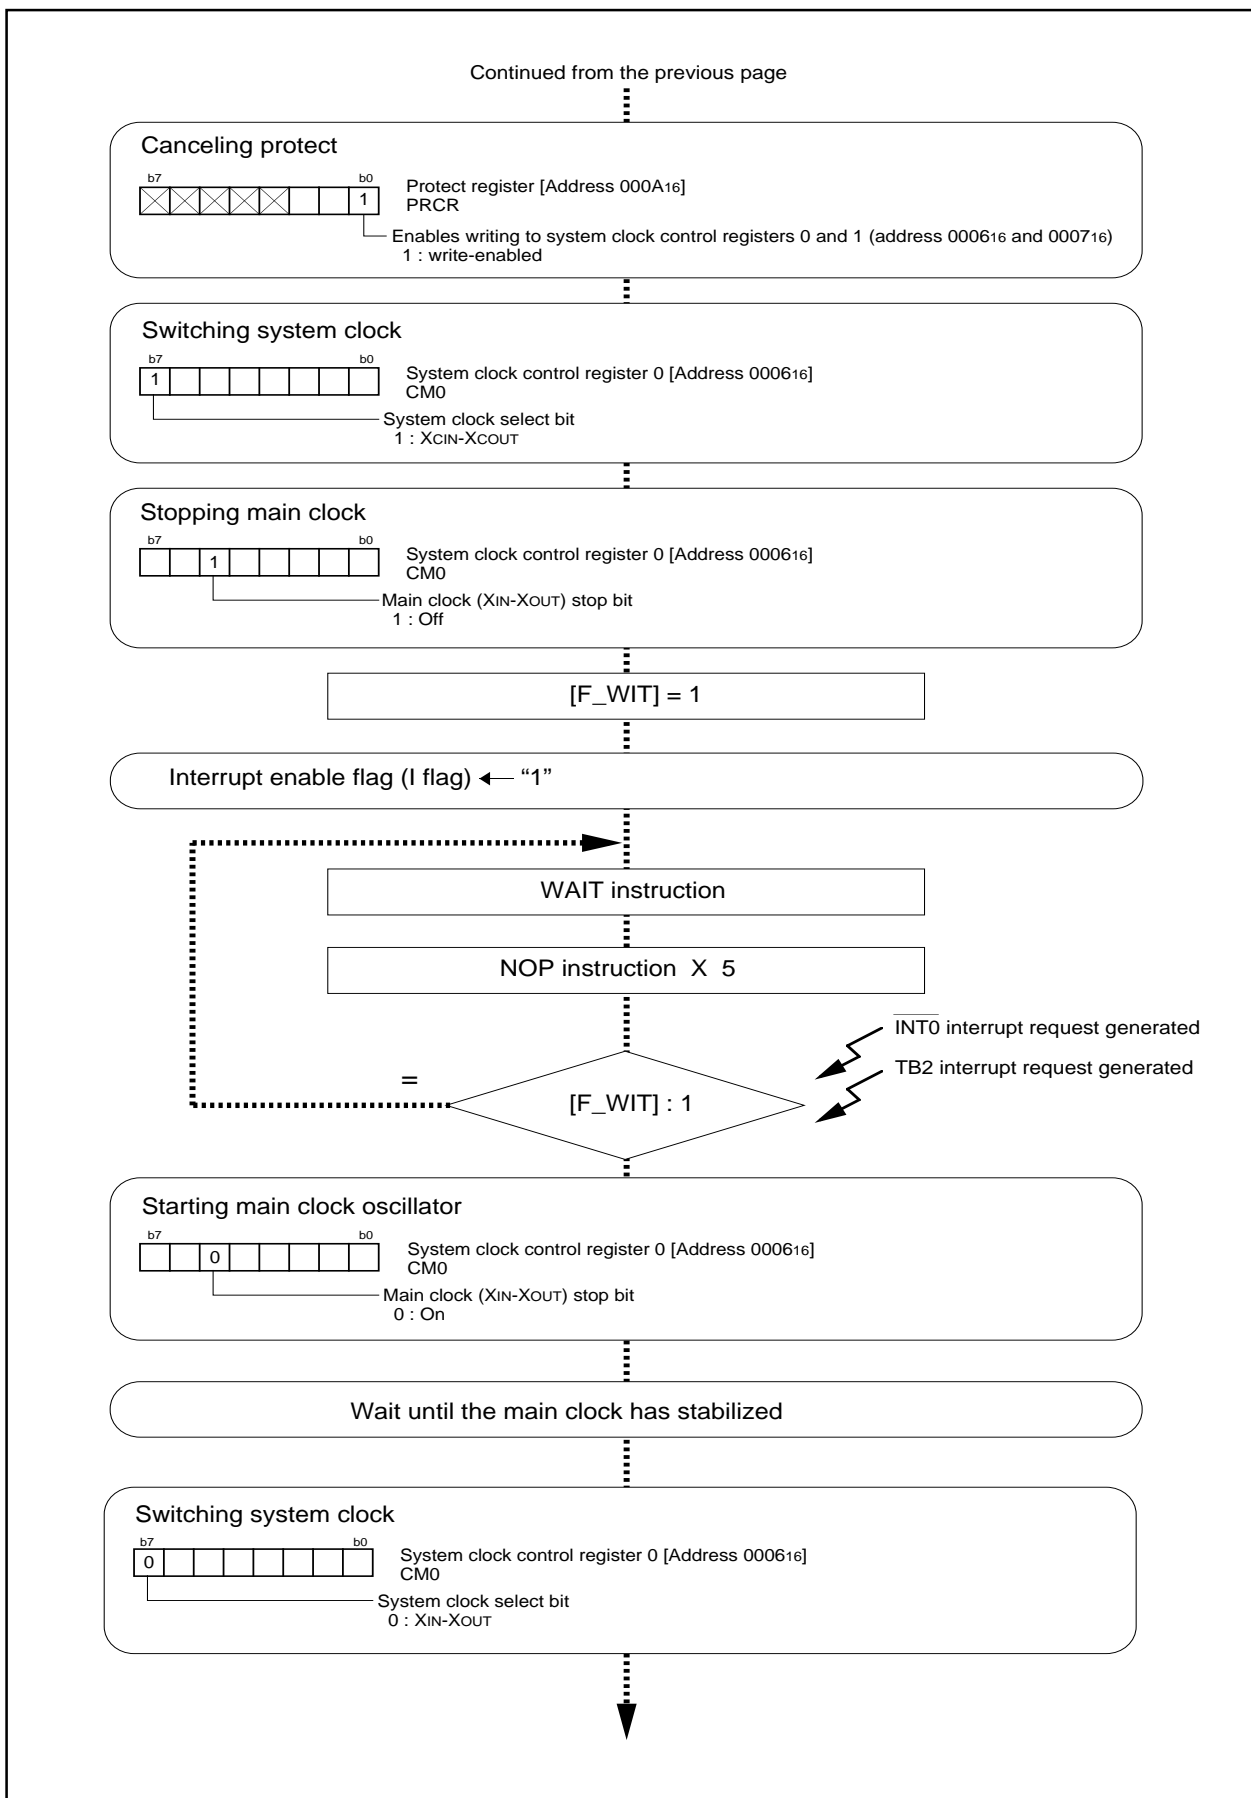 Continued from the previous page
Canceling protect
b7 b0
1
Protect register [Address 000A16]
PRCR
Enables writing to system clock control registers 0 and 1 (address 000616 and 000716)
1 : write-enabled
Switching system clock
b7 b0
1
System clock control register 0 [Address 000616]
CM0
System clock select bit
1 : XCIN-XCOUT
Stopping main clock
b7 b0
1
System clock control register 0 [Address 000616]
CM0
Main clock (XIN-XOUT) stop bit
1 : Off
[F_WIT] = 1
Interrupt enable flag (I flag) ← “1”
WAIT instruction
NOP instruction X 5
INT0 interrupt request generated
TB2 interrupt request generated
=
[F_WIT] : 1
Starting main clock oscillator
b7 b0
0
System clock control register 0 [Address 000616]
CM0
Main clock (XIN-XOUT) stop bit
0 : On
Wait until the main clock has stabilized
Switching system clock
b7 b0
0
System clock control register 0 [Address 000616]
CM0
System clock select bit
0 : XIN-XOUT